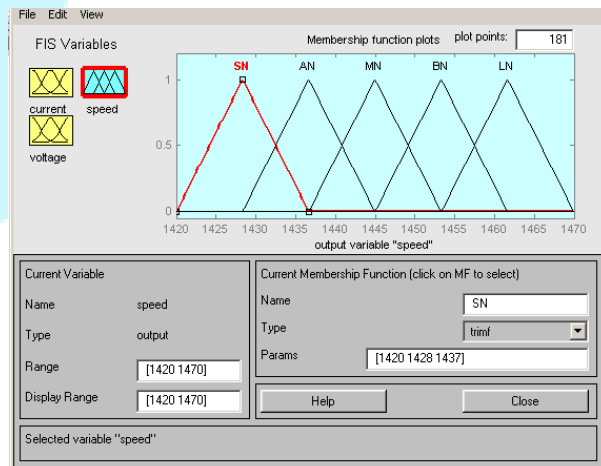 File Edit View
FIS Variables
Membership function plots plot points: 181
SN AN MN BN LN
current speed
voltage
1
0.5
0
1420 1425 1430 1435 1440 1445 1450 1455 1460 1465 1470
output variable "speed"
Current Variable
Name speed
Type output
Range [1420 1470]
Display Range [1420 1470]
Current Membership Function (click on MF to select)
Name SN
Type trimf
Params [1420 1428 1437]
Help Close
Selected variable "speed"